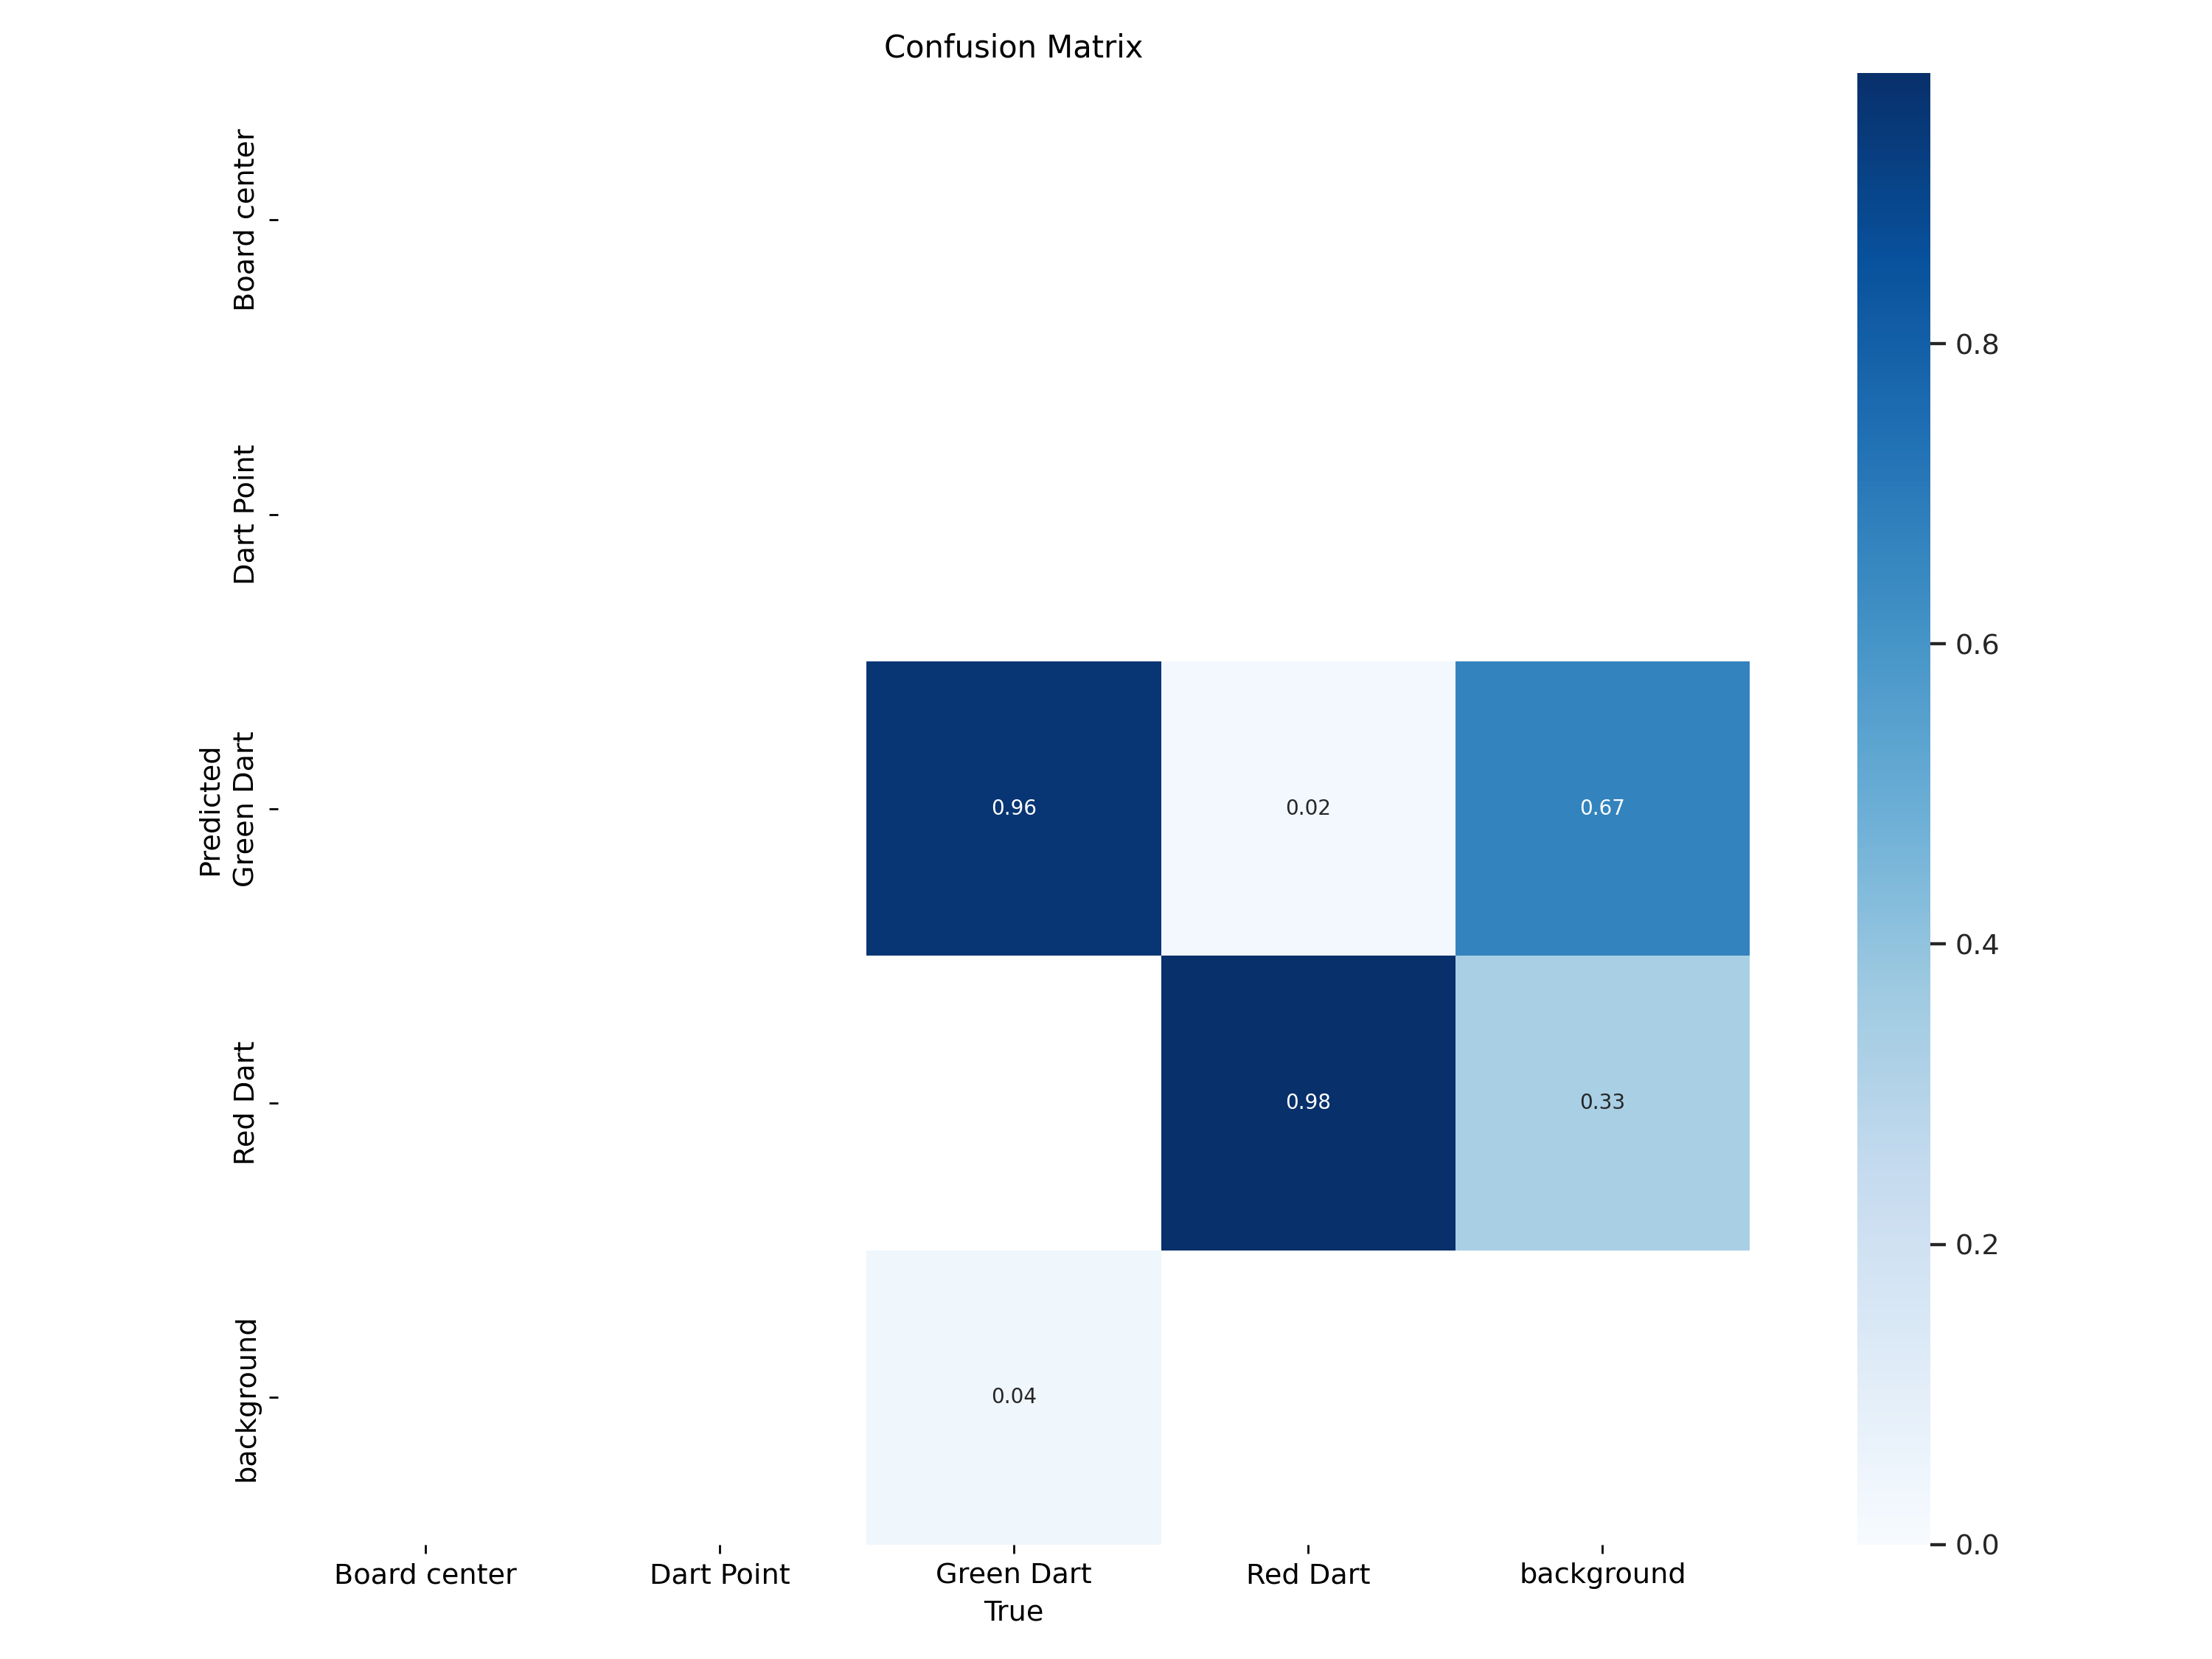 Confusion Matrix
Board center
Dart Point
Predicted
Green Dart
Red Dart
background
0.96
0.02
0.67
0.98
0.33
0.04
Board center
Dart Point
Green Dart
Red Dart
background
True
0.8
0.6
0.4
0.2
0.0